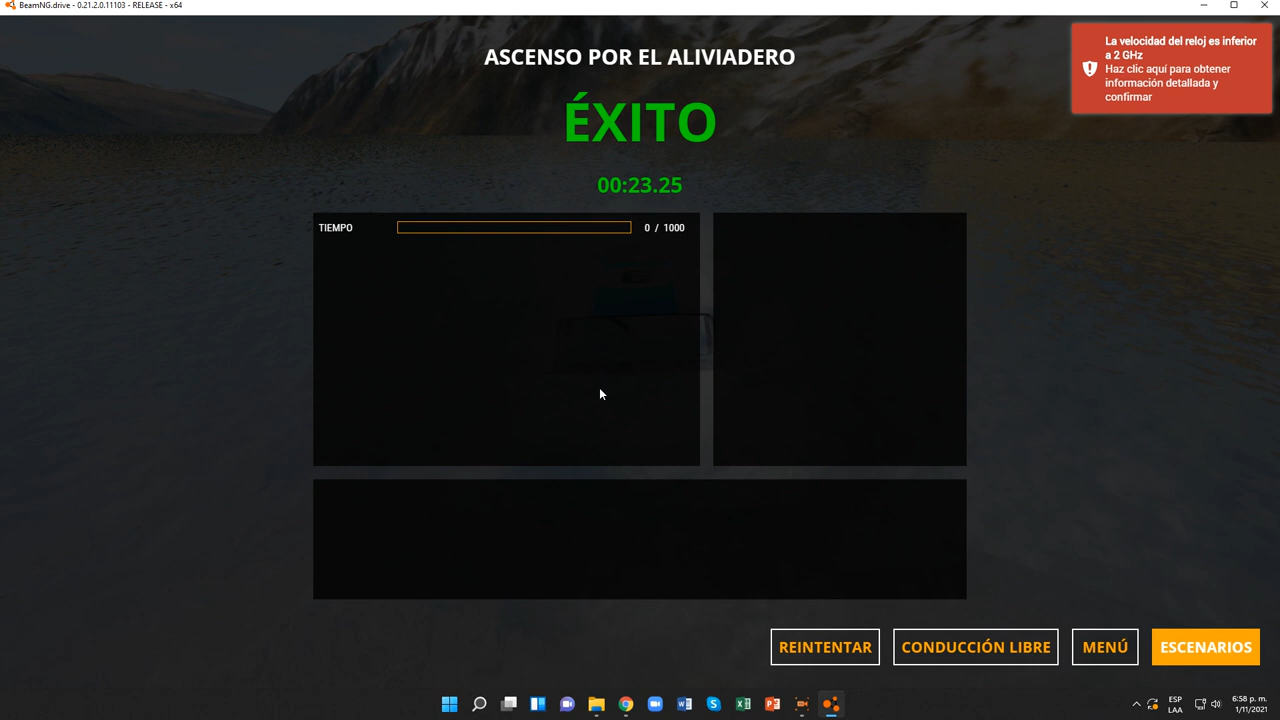 BeamNG.drive - 0.21.2.0.11103 - RELEASE - x64
La velocidad del reloj es inferior
a 2 GHz
Haz clic aquí para obtener
información detallada y
confirmar
ASCENSO POR EL ALIVIADERO
ÉXITO
00:23.25
TIEMPO 0 / 1000
REINTENTAR CONDUCCIÓN LIBRE MENÚ ESCENARIOS
ESP
LAA
6:58 p. m.
1/11/2021